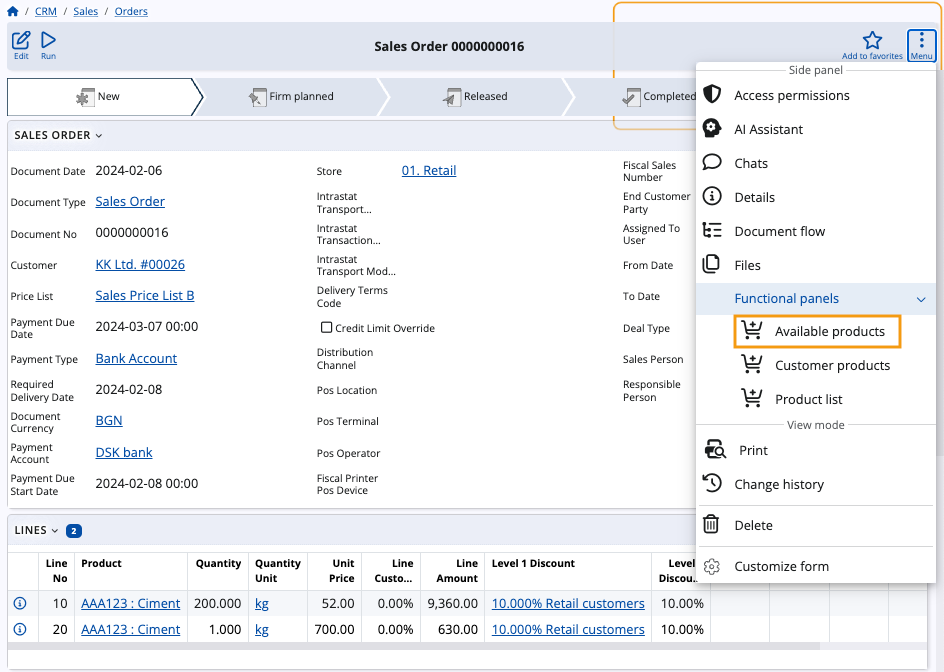 / CRM / Sales / Orders
Edit
Run
Sales Order 0000000016
Add to favorites
Menu
New
Firm planned
Released
Completed
SALES ORDER
Document Date 2024-02-06
Document Type Sales Order
Document No 0000000016
Customer KK Ltd. #00026
Price List Sales Price List B
Payment Due
Date
2024-03-07 00:00
Payment Type Bank Account
Required
Delivery Date
2024-02-08
Document
Currency
BGN
Payment
Account
DSK bank
Payment Due
Start Date
2024-02-08 00:00
Store 01. Retail
Intrastat
Transport...
Intrastat
Transaction...
Intrastat
Transport Mod...
Delivery Terms
Code
Credit Limit Override
Distribution
Channel
Pos Location
Pos Terminal
Pos Operator
Fiscal Printer
Pos Device
Fiscal Sales
Number
End Customer
Party
Assigned To
User
From Date
To Date
Deal Type
Sales Person
Responsible
Person
Side panel
Access permissions
AI Assistant
Chats
Details
Document flow
Files
Functional panels
Available products
Customer products
Product list
View mode
Print
Change history
Delete
Customize form
LINES 2
Line
No
Product
Quantity
Quantity
Unit
Unit
Price
Line
Custo...
Line
Amount
Level 1 Discount
Level
Discou...
10 AAA123 : Ciment 200.000 kg 52.00 0.00% 9,360.00 10.000% Retail customers 10.00%
20 AAA123 : Ciment 1.000 kg 700.00 0.00% 630.00 10.000% Retail customers 10.00%